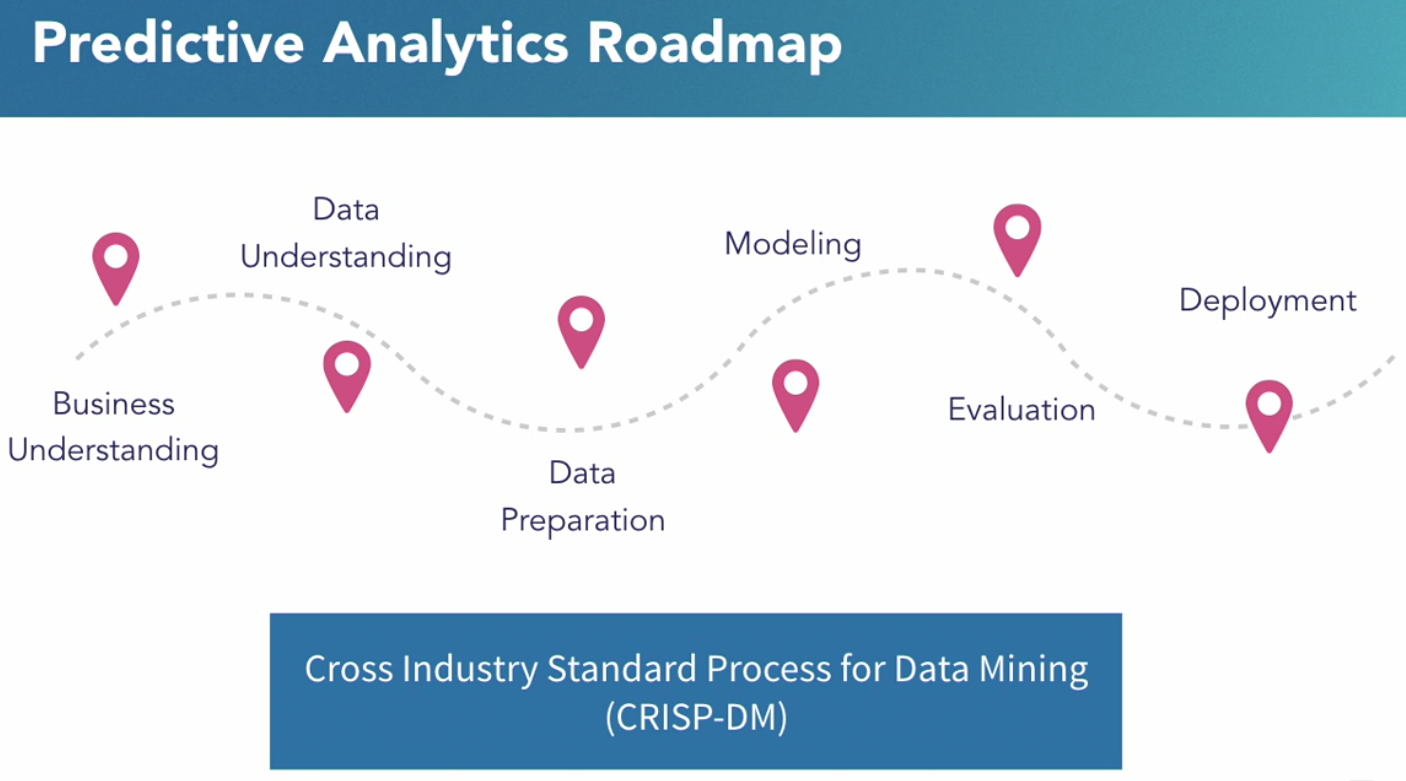 Predictive Analytics Roadmap
Business
Understanding
Data
Understanding
Data
Preparation
Modeling
Evaluation
Deployment
Cross Industry Standard Process for Data Mining
(CRISP-DM)